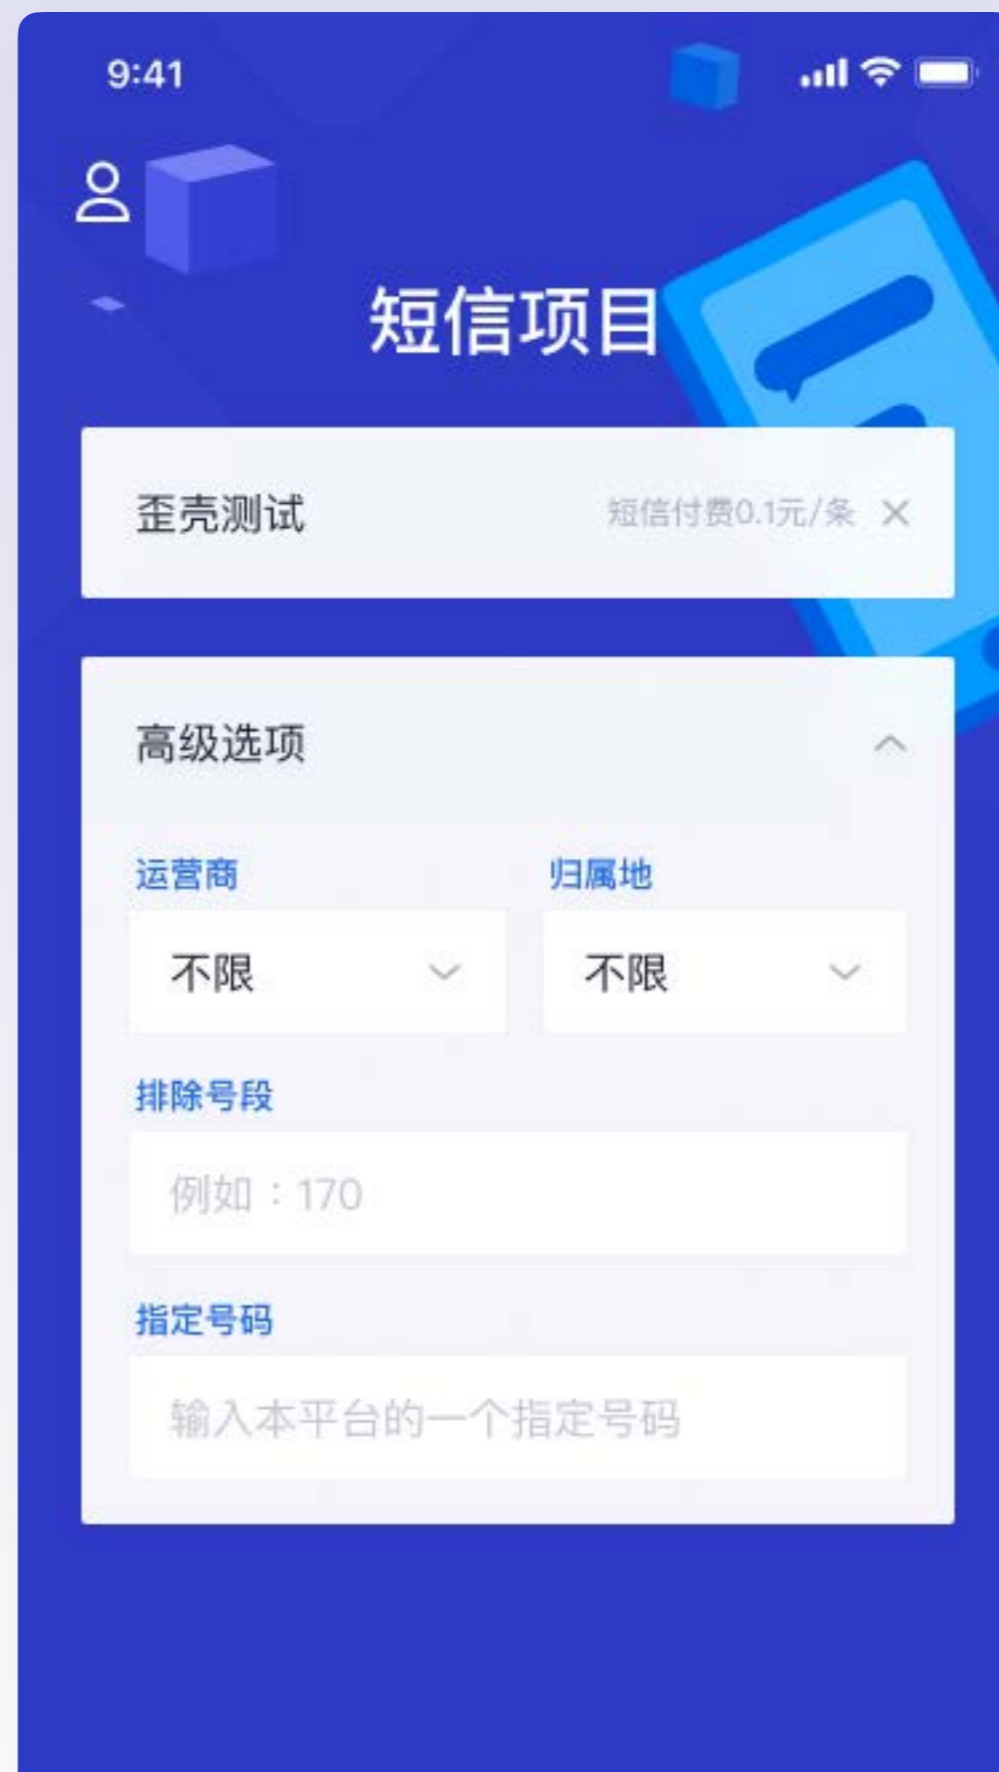 9:41
短信项目
歪壳测试 短信付费0.1元/条
高级选项
运营商 归属地
不限 不限
排除号段
例如：170
指定号码
输入本平台的一个指定号码